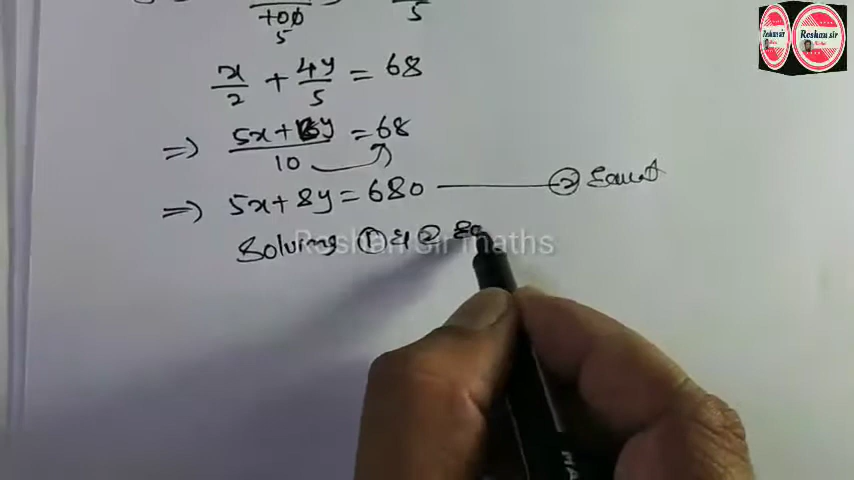 Roshan sir
Roshan sir
100
5
5
x/2 + 4y/5 = 68
=> 5x+8y/10 = 68
=> 5x+8y = 680 ② Equat
Solving ① & ② eq
Roshan Sir maths